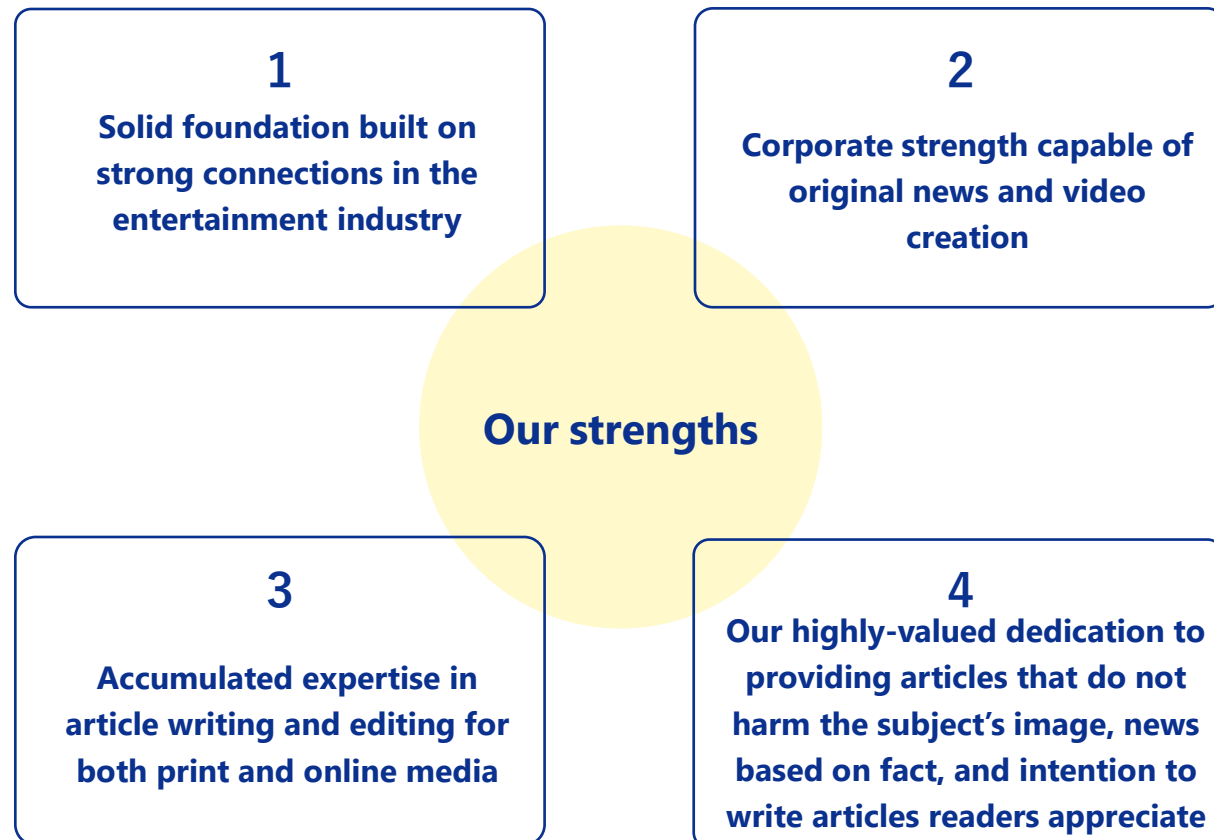 1
Solid foundation built on
strong connections in the
entertainment industry
2
Corporate strength capable of
original news and video
creation
Our strengths
3
Accumulated expertise in
article writing and editing for
both print and online media
4
Our highly-valued dedication to
providing articles that do not
harm the subject’s image, news
based on fact, and intention to
write articles readers appreciate